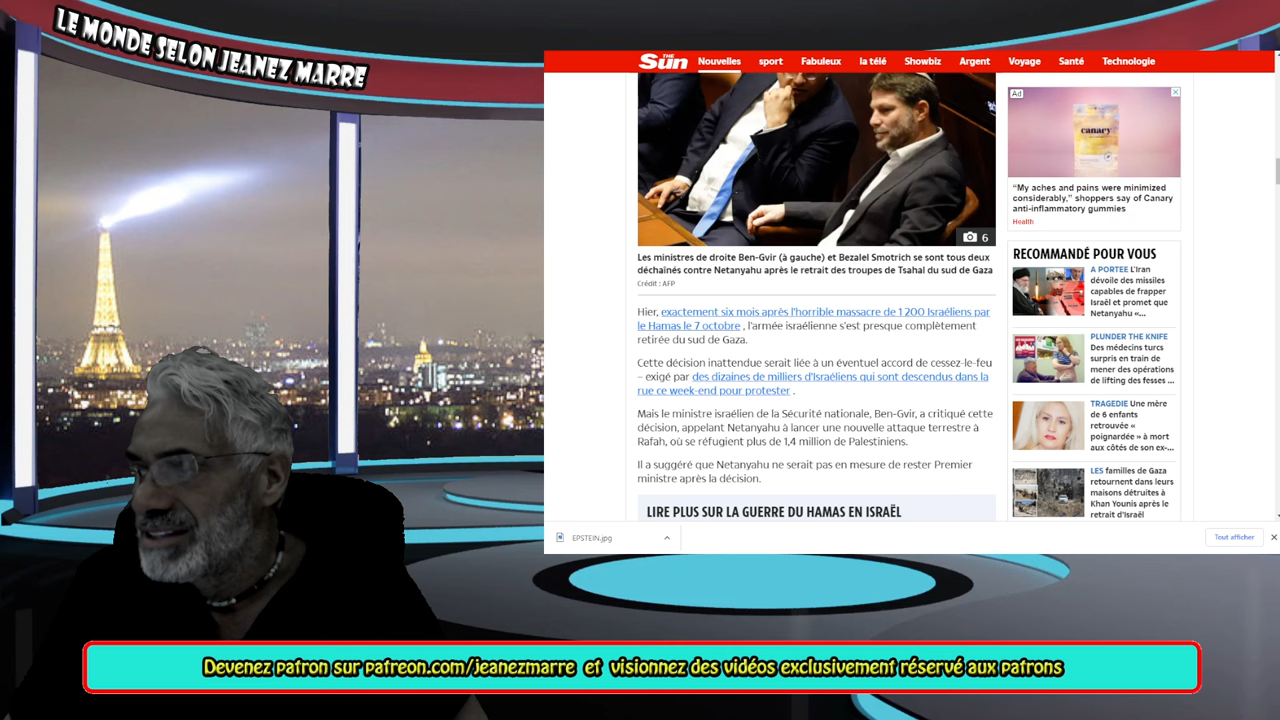 LE MONDE SELON JEANEZ MARRE
THE Sun
Nouvelles
sport
Fabuleux
la télé
Showbiz
Argent
Voyage
Santé
Technologie
6
Les ministres de droite Ben-Gvir (à gauche) et Bezalel Smotrich se sont tous deux
déchaînés contre Netanyahu après le retrait des troupes de Tsahal du sud de Gaza
Crédit : AFP
Hier, exactement six mois après l'horrible massacre de 1 200 Israéliens par
le Hamas le 7 octobre , l'armée israélienne s'est presque complètement
retirée du sud de Gaza.
Cette décision inattendue serait liée à un éventuel accord de cessez-le-feu
– exigé par des dizaines de milliers d'Israéliens qui sont descendus dans la
rue ce week-end pour protester .
Mais le ministre israélien de la Sécurité nationale, Ben-Gvir, a critiqué cette
décision, appelant Netanyahu à lancer une nouvelle attaque terrestre à
Rafah, où se réfugient plus de 1,4 million de Palestiniens.
Il a suggéré que Netanyahu ne serait pas en mesure de rester Premier
ministre après la décision.
LIRE PLUS SUR LA GUERRE DU HAMAS EN ISRAËL
Ad
canary
“My aches and pains were minimized
considerably,” shoppers say of Canary
anti-inflammatory gummies
Health
RECOMMANDÉ POUR VOUS
A PORTEE L'Iran
dévoile des missiles
capables de frapper
Israël et promet que
Netanyahu «...
PLUNDER THE KNIFE
Des médecins turcs
surpris en train de
mener des opérations
de lifting des fesses ...
TRAGEDIE Une mère
de 6 enfants
retrouvée «
poignardée » à mort
aux côtés de son ex-...
LES familles de Gaza
retournent dans leurs
maisons détruites à
Khan Younis après le
retrait d'Israël
EPSTEIN.jpg
Tout afficher
Devenez patron sur patreon.com/jeanezmarre et visionnez des vidéos exclusivement réservé aux patrons